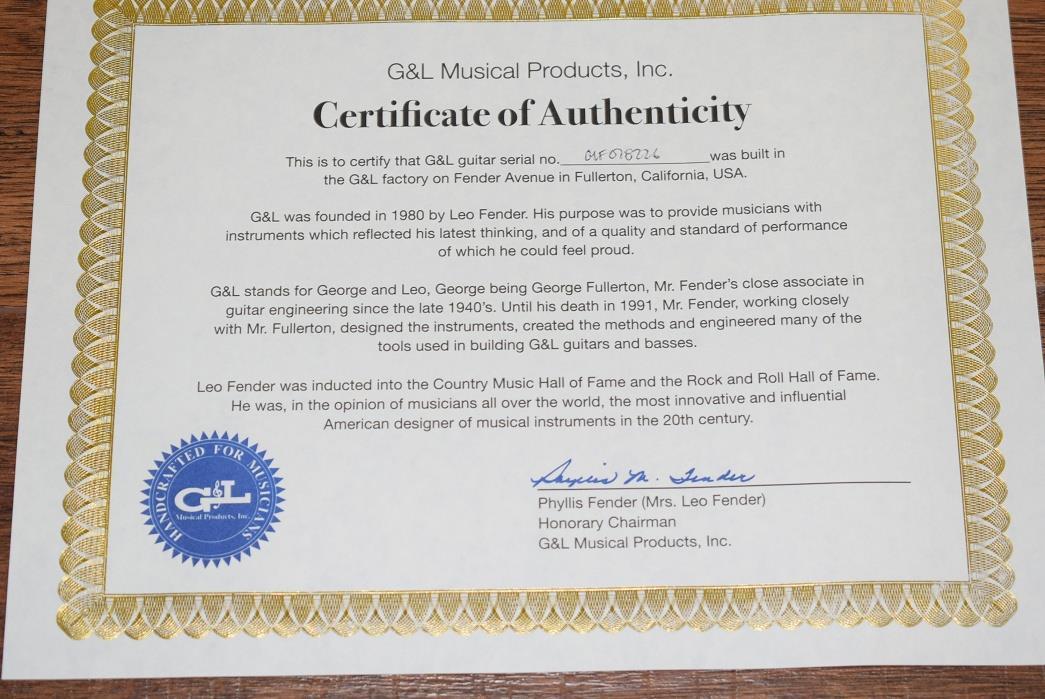 G&L Musical Products, Inc.
Certificate of Authenticity
This is to certify that G&L guitar serial no. CLF078226 was built in
the G&L factory on Fender Avenue in Fullerton, California, USA.
G&L was founded in 1980 by Leo Fender. His purpose was to provide musicians with
instruments which reflected his latest thinking, and of a quality and standard of performance
of which he could feel proud.
G&L stands for George and Leo, George being George Fullerton, Mr. Fender's close associate in
guitar engineering since the late 1940's. Until his death in 1991, Mr. Fender, working closely
with Mr. Fullerton, designed the instruments, created the methods and engineered many of the
tools used in building G&L guitars and basses.
Leo Fender was inducted into the Country Music Hall of Fame and the Rock and Roll Hall of Fame.
He was, in the opinion of musicians all over the world, the most innovative and influential
American designer of musical instruments in the 20th century.
HANDCRAFTED FOR MUSICIANS
G&L
Musical Products, Inc.
Phyllis M. Fender
Phyllis Fender (Mrs. Leo Fender)
Honorary Chairman
G&L Musical Products, Inc.